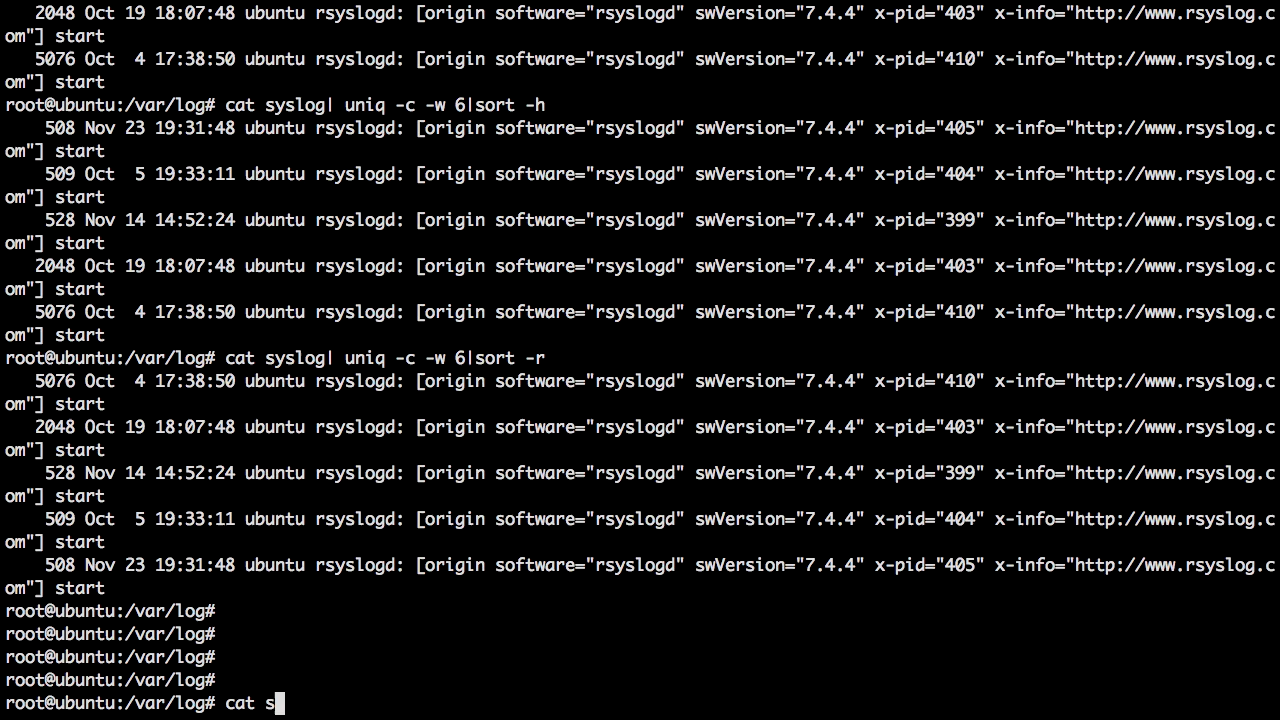 2048 Oct 19 18:07:48 ubuntu rsyslogd: [origin software="rsyslogd" swVersion="7.4.4" x-pid="403" x-info="http://www.rsyslog.c
om"] start
   5076 Oct  4 17:38:50 ubuntu rsyslogd: [origin software="rsyslogd" swVersion="7.4.4" x-pid="410" x-info="http://www.rsyslog.c
om"] start
root@ubuntu:/var/log# cat syslog| uniq -c -w 6|sort -h
    508 Nov 23 19:31:48 ubuntu rsyslogd: [origin software="rsyslogd" swVersion="7.4.4" x-pid="405" x-info="http://www.rsyslog.c
om"] start
    509 Oct  5 19:33:11 ubuntu rsyslogd: [origin software="rsyslogd" swVersion="7.4.4" x-pid="404" x-info="http://www.rsyslog.c
om"] start
    528 Nov 14 14:52:24 ubuntu rsyslogd: [origin software="rsyslogd" swVersion="7.4.4" x-pid="399" x-info="http://www.rsyslog.c
om"] start
   2048 Oct 19 18:07:48 ubuntu rsyslogd: [origin software="rsyslogd" swVersion="7.4.4" x-pid="403" x-info="http://www.rsyslog.c
om"] start
   5076 Oct  4 17:38:50 ubuntu rsyslogd: [origin software="rsyslogd" swVersion="7.4.4" x-pid="410" x-info="http://www.rsyslog.c
om"] start
root@ubuntu:/var/log# cat syslog| uniq -c -w 6|sort -r
   5076 Oct  4 17:38:50 ubuntu rsyslogd: [origin software="rsyslogd" swVersion="7.4.4" x-pid="410" x-info="http://www.rsyslog.c
om"] start
   2048 Oct 19 18:07:48 ubuntu rsyslogd: [origin software="rsyslogd" swVersion="7.4.4" x-pid="403" x-info="http://www.rsyslog.c
om"] start
    528 Nov 14 14:52:24 ubuntu rsyslogd: [origin software="rsyslogd" swVersion="7.4.4" x-pid="399" x-info="http://www.rsyslog.c
om"] start
    509 Oct  5 19:33:11 ubuntu rsyslogd: [origin software="rsyslogd" swVersion="7.4.4" x-pid="404" x-info="http://www.rsyslog.c
om"] start
    508 Nov 23 19:31:48 ubuntu rsyslogd: [origin software="rsyslogd" swVersion="7.4.4" x-pid="405" x-info="http://www.rsyslog.c
om"] start
root@ubuntu:/var/log#
root@ubuntu:/var/log#
root@ubuntu:/var/log#
root@ubuntu:/var/log#
root@ubuntu:/var/log# cat s